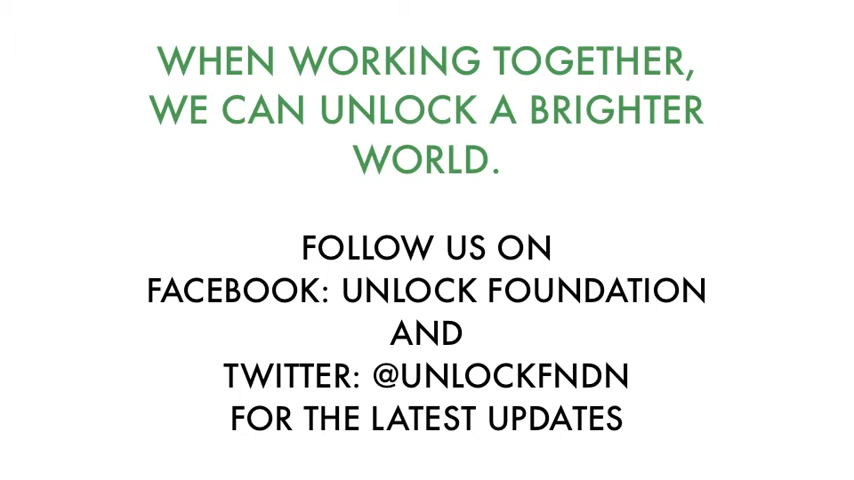 WHEN WORKING TOGETHER,
WE CAN UNLOCK A BRIGHTER
WORLD.
FOLLOW US ON
FACEBOOK: UNLOCK FOUNDATION
AND
TWITTER: @UNLOCKFNDN
FOR THE LATEST UPDATES